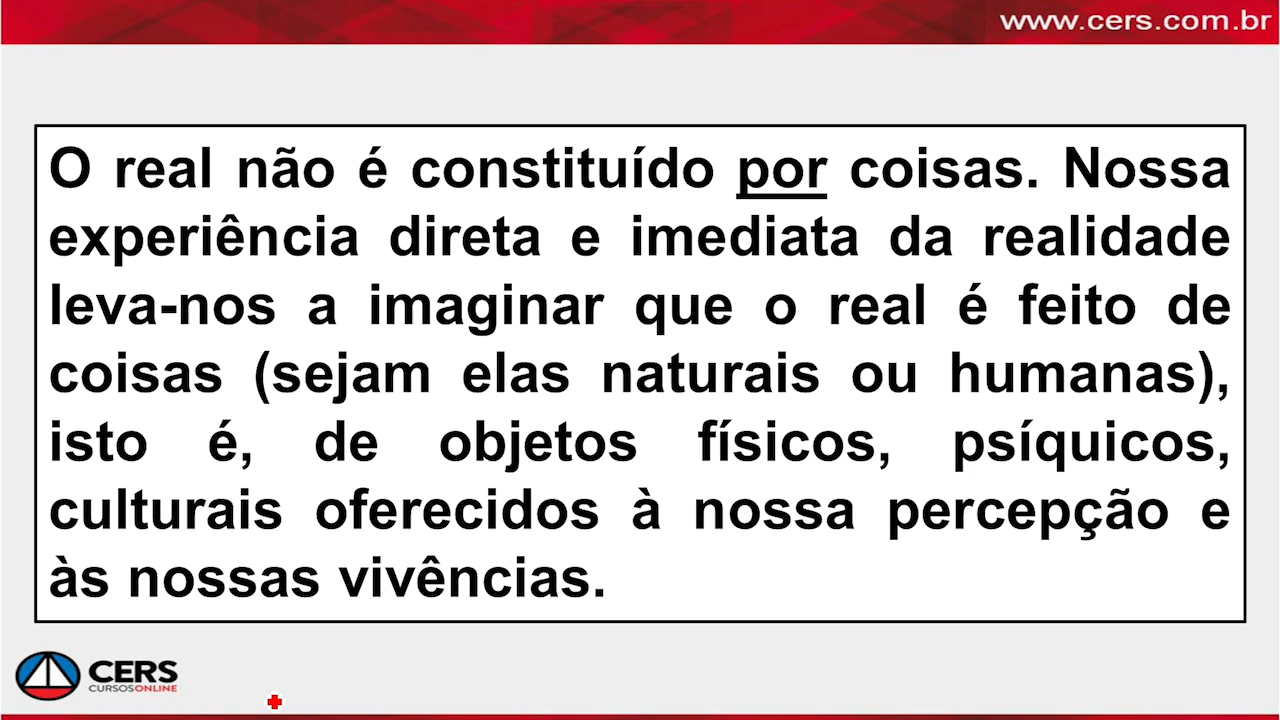 www.cers.com.br
O real não é constituído por coisas. Nossa
experiência direta e imediata da realidade
leva-nos a imaginar que o real é feito de
coisas (sejam elas naturais ou humanas),
isto é, de objetos físicos, psíquicos,
culturais oferecidos à nossa percepção e
às nossas vivências.
CERS
CURSOSONLINE